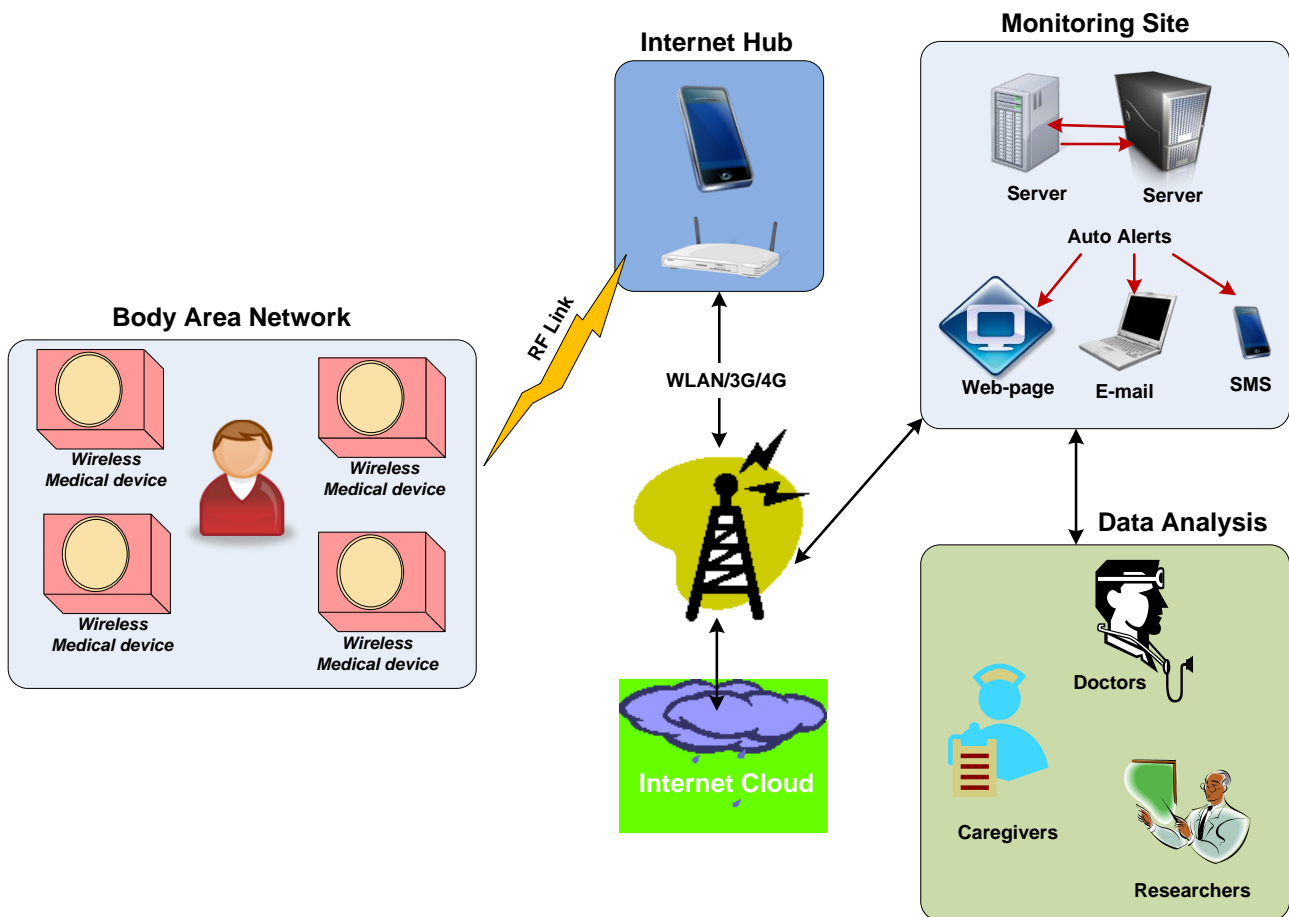 Internet Hub
Monitoring Site
Server
Server
Auto Alerts
Web-page
E-mail
SMS
RF Link
WLAN/3G/4G
Body Area Network
Wireless
Medical device
Wireless
Medical device
Wireless
Medical device
Wireless
Medical device
Internet Cloud
Data Analysis
Doctors
Caregivers
Researchers